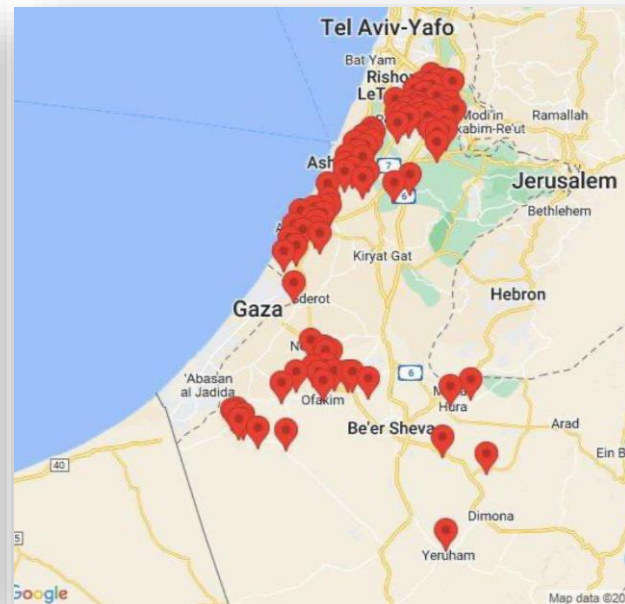 Tel Aviv-Yafo
Bat Yam
Rishon
LeT
Modi'in
Ramallah
kabim-Re'ut
Ash
7
Jerusalem
6
Bethlehem
Kiryat Gat
Hebron
Gaza
derot
Ne
'Abasan
al Jadida
6
Ofakim
Hura
Arad
Be'er Sheva
Ein B
40
Dimona
Yeruham
Google
Map data ©20